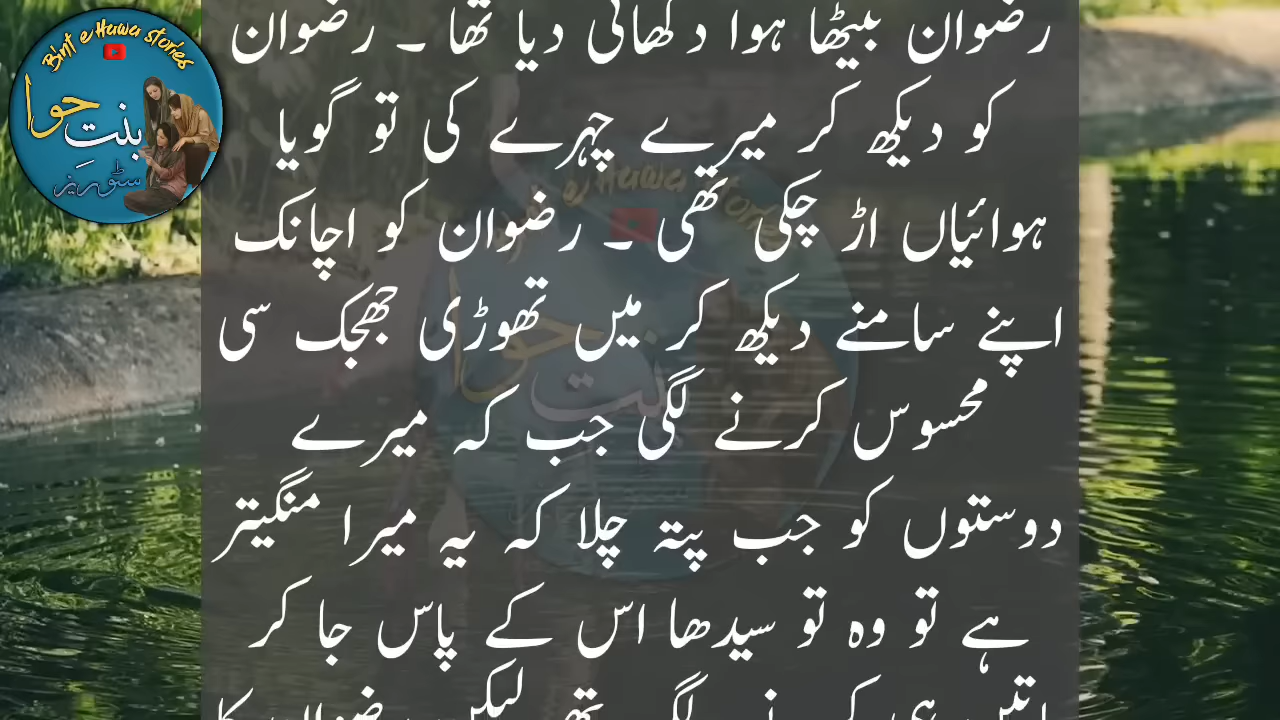 Bint e Hawa stories
بنتِ حوا
سٹوریز
رضوان بیٹھا ہوا دکھائی دیا تھا ۔ رضوان
کو دیکھ کر میرے چہرے کی تو گویا
ہوائیاں اڑ چکی تھی ۔ رضوان کو اچانک
اپنے سامنے دیکھ کر میں تھوڑی جھجک سی
محسوس کرنے لگی جب کہ میرے
دوستوں کو جب پتہ چلا کہ یہ میرا منگیتر
ہے تو وہ تو سیدھا اس کے پاس جا کر